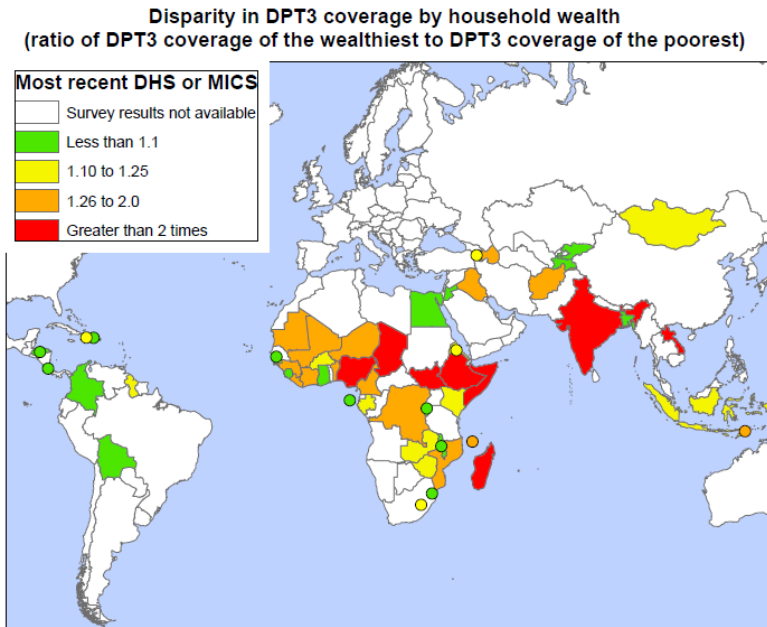 Disparity in DPT3 coverage by household wealth
(ratio of DPT3 coverage of the wealthiest to DPT3 coverage of the poorest)
Most recent DHS or MICS
Survey results not available
Less than 1.1
1.10 to 1.25
1.26 to 2.0
Greater than 2 times